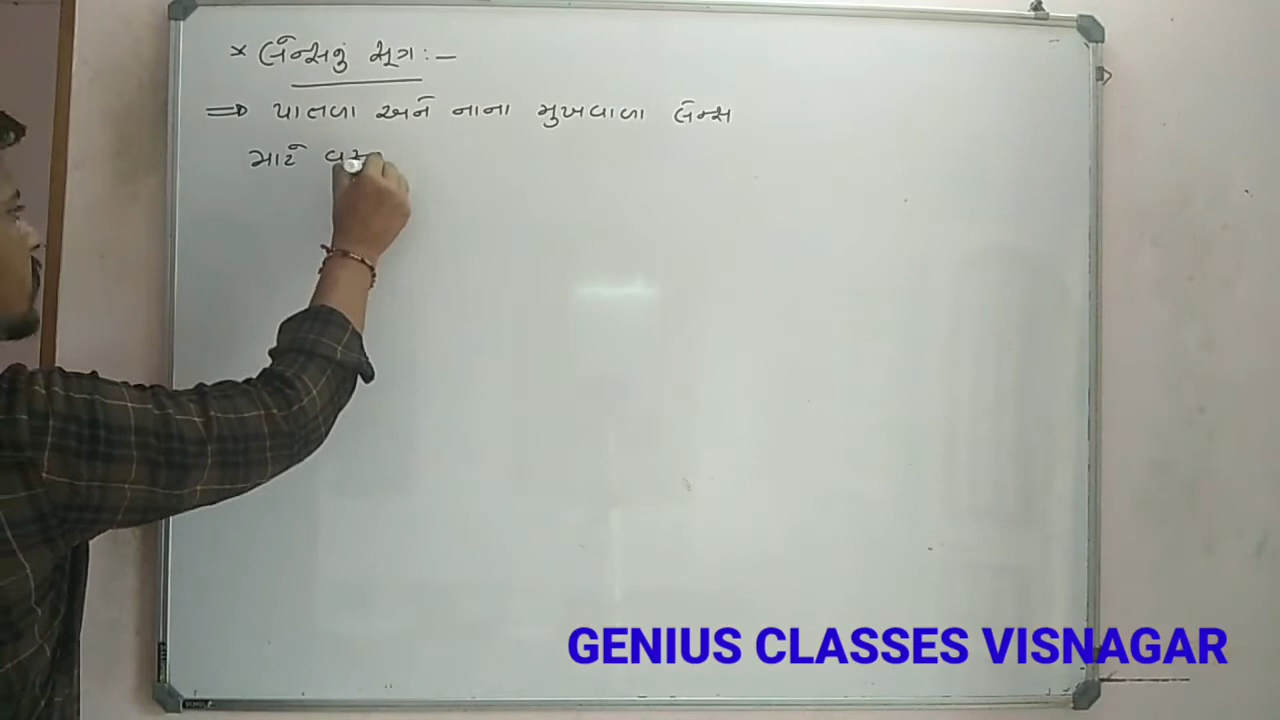 * લેન્સનું સૂત્ર :-
⇒ પાતળા અને નાના મુખવાળા લેન્સ
માટે
GENIUS CLASSES VISNAGAR